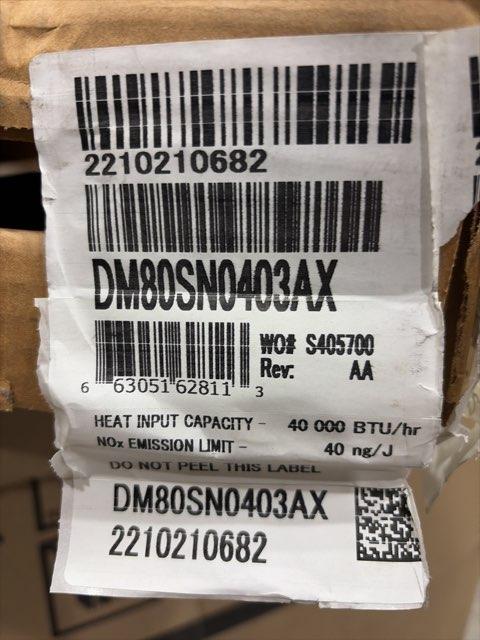 2210210682
DM80SN0403AX
WO# S405700
Rev: AA
6 63051 62811 3
HEAT INPUT CAPACITY - 40 000 BTU/hr
NOx EMISSION LIMIT - 40 ng/J
DO NOT PEEL THIS LABEL
DM80SN0403AX
2210210682